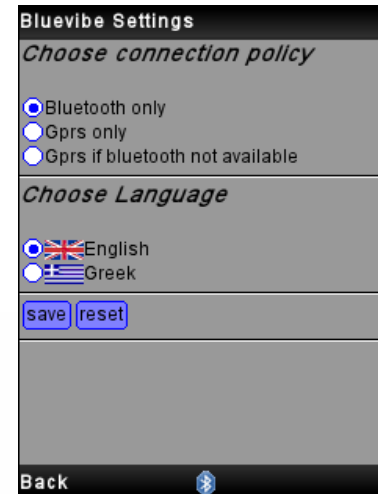 Bluevibe Settings
Choose connection policy
Bluetooth only
Gprs only
Gprs if bluetooth not available
Choose Language
English
Greek
save reset
Back